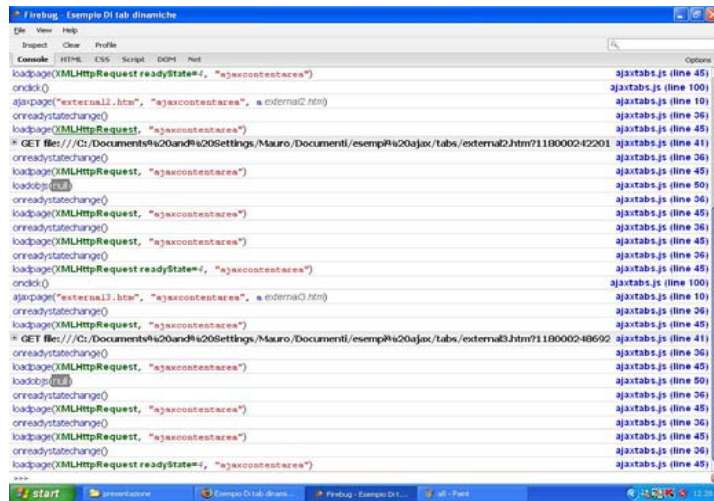 Firebug - Esempio Di tab dinamiche
File View Help
Inspect Clear Profile
Console HTML CSS Script DOM Net Options
loadpage(XMLHttpRequest readyState=4, "ajaxcontentarea") ajaxtabs.js (line 45)
onclick() ajaxtabs.js (line 100)
ajaxpage("external2.htm", "ajaxcontentarea", a external2.htm) ajaxtabs.js (line 10)
onreadystatechange() ajaxtabs.js (line 36)
loadpage(XMLHttpRequest, "ajaxcontentarea") ajaxtabs.js (line 45)
GET file:///C:/Documents%20and%20Settings/Mauro/Documenti/esempi%20ajax/tabs/external2.htm?118000242201 ajaxtabs.js (line 41)
onreadystatechange() ajaxtabs.js (line 36)
loadpage(XMLHttpRequest, "ajaxcontentarea") ajaxtabs.js (line 45)
loadobjs(null) ajaxtabs.js (line 50)
onreadystatechange() ajaxtabs.js (line 36)
loadpage(XMLHttpRequest, "ajaxcontentarea") ajaxtabs.js (line 45)
onreadystatechange() ajaxtabs.js (line 36)
loadpage(XMLHttpRequest, "ajaxcontentarea") ajaxtabs.js (line 45)
onreadystatechange() ajaxtabs.js (line 36)
loadpage(XMLHttpRequest readyState=4, "ajaxcontentarea") ajaxtabs.js (line 45)
onclick() ajaxtabs.js (line 100)
ajaxpage("external3.htm", "ajaxcontentarea", a external3.htm) ajaxtabs.js (line 10)
onreadystatechange() ajaxtabs.js (line 36)
loadpage(XMLHttpRequest, "ajaxcontentarea") ajaxtabs.js (line 45)
GET file:///C:/Documents%20and%20Settings/Mauro/Documenti/esempi%20ajax/tabs/external3.htm?118000248692 ajaxtabs.js (line 41)
onreadystatechange() ajaxtabs.js (line 36)
loadpage(XMLHttpRequest, "ajaxcontentarea") ajaxtabs.js (line 45)
loadobjs(null) ajaxtabs.js (line 50)
onreadystatechange() ajaxtabs.js (line 36)
loadpage(XMLHttpRequest, "ajaxcontentarea") ajaxtabs.js (line 45)
onreadystatechange() ajaxtabs.js (line 36)
loadpage(XMLHttpRequest, "ajaxcontentarea") ajaxtabs.js (line 45)
onreadystatechange() ajaxtabs.js (line 36)
loadpage(XMLHttpRequest readyState=4, "ajaxcontentarea") ajaxtabs.js (line 45)
>>>
start presentazione Esempio Di tab dinami... Firebug - Esempio Di t... all - Paint